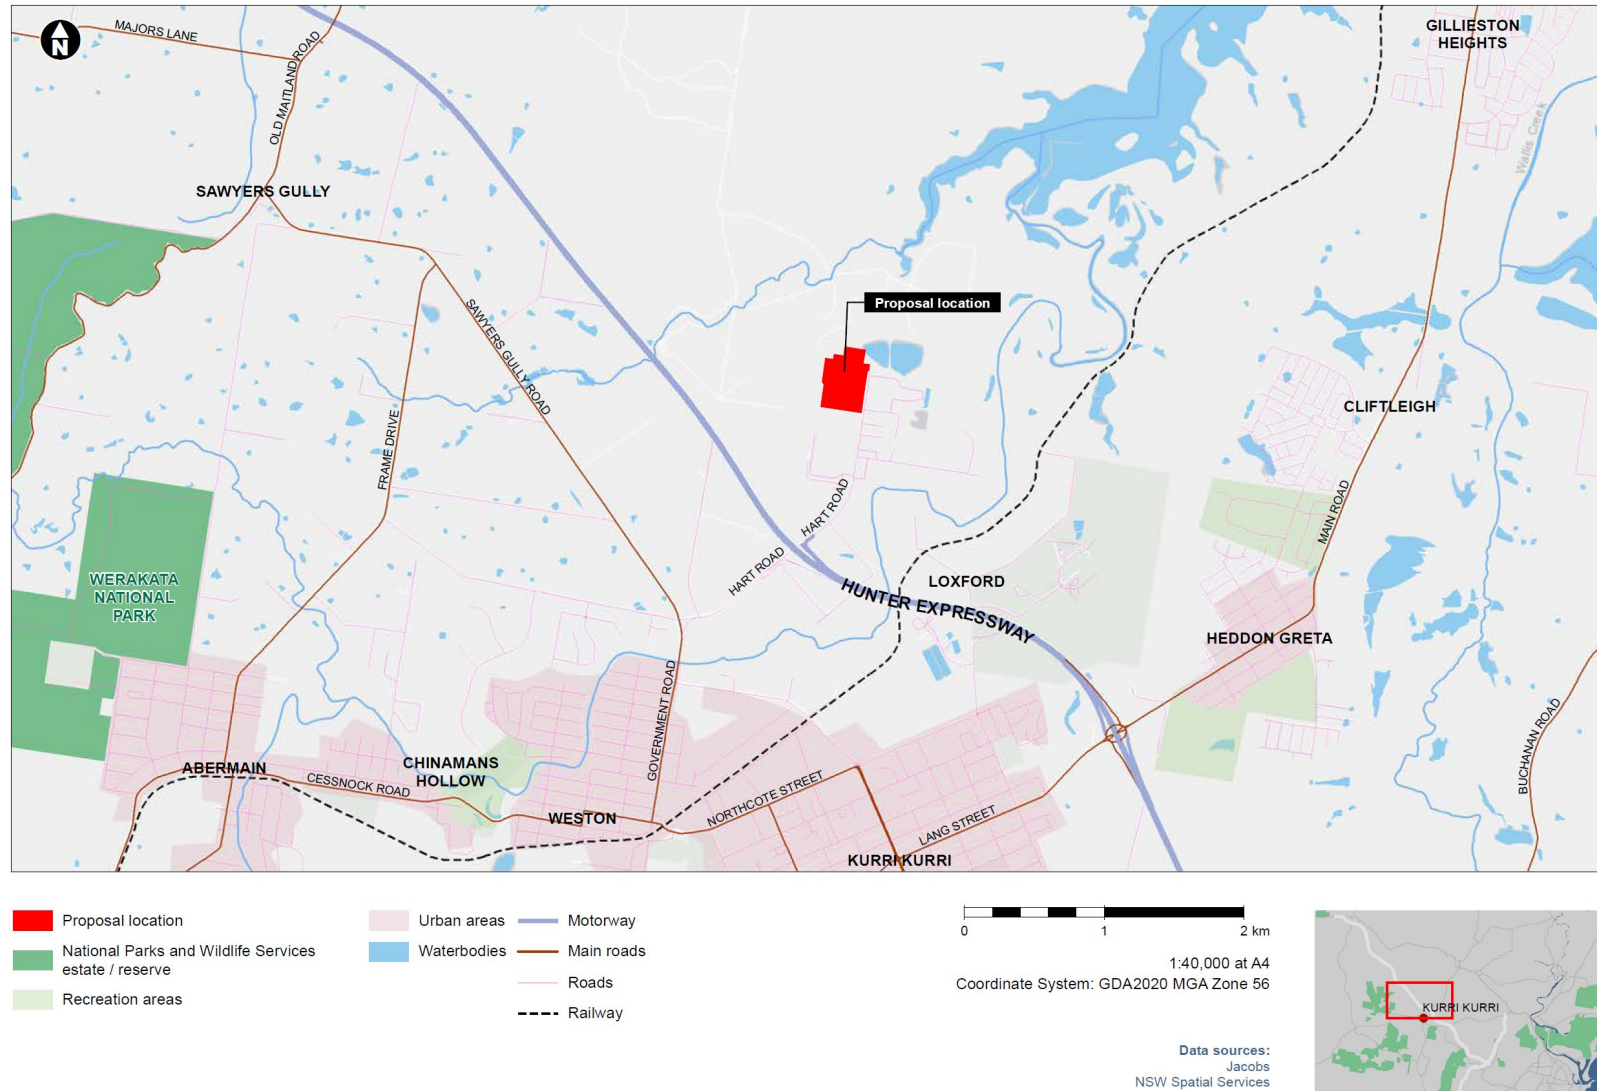 N
MAJORS LANE
OLD MAITLAND ROAD
GILLIESTON
HEIGHTS
Wallis Creek
SAWYERS GULLY
Proposal location
SAWYERS GULLY ROAD
FRAME DRIVE
CLIFTLEIGH
MAIN ROAD
HART ROAD
HART ROAD
WERAKATA
NATIONAL
PARK
LOXFORD
HUNTER EXPRESSWAY
HEDDON GRETA
GOVERNMENT ROAD
BUCHANAN ROAD
ABERMAIN
CHINAMANS
HOLLOW
CESSNOCK ROAD
WESTON
NORTHCOTE STREET
LANG STREET
KURRI KURRI
Proposal location
National Parks and Wildlife Services
estate / reserve
Recreation areas
Urban areas
Waterbodies
Motorway
Main roads
Roads
Railway
0 1 2 km
1:40,000 at A4
Coordinate System: GDA2020 MGA Zone 56
KURRI KURRI
Data sources:
Jacobs
NSW Spatial Services